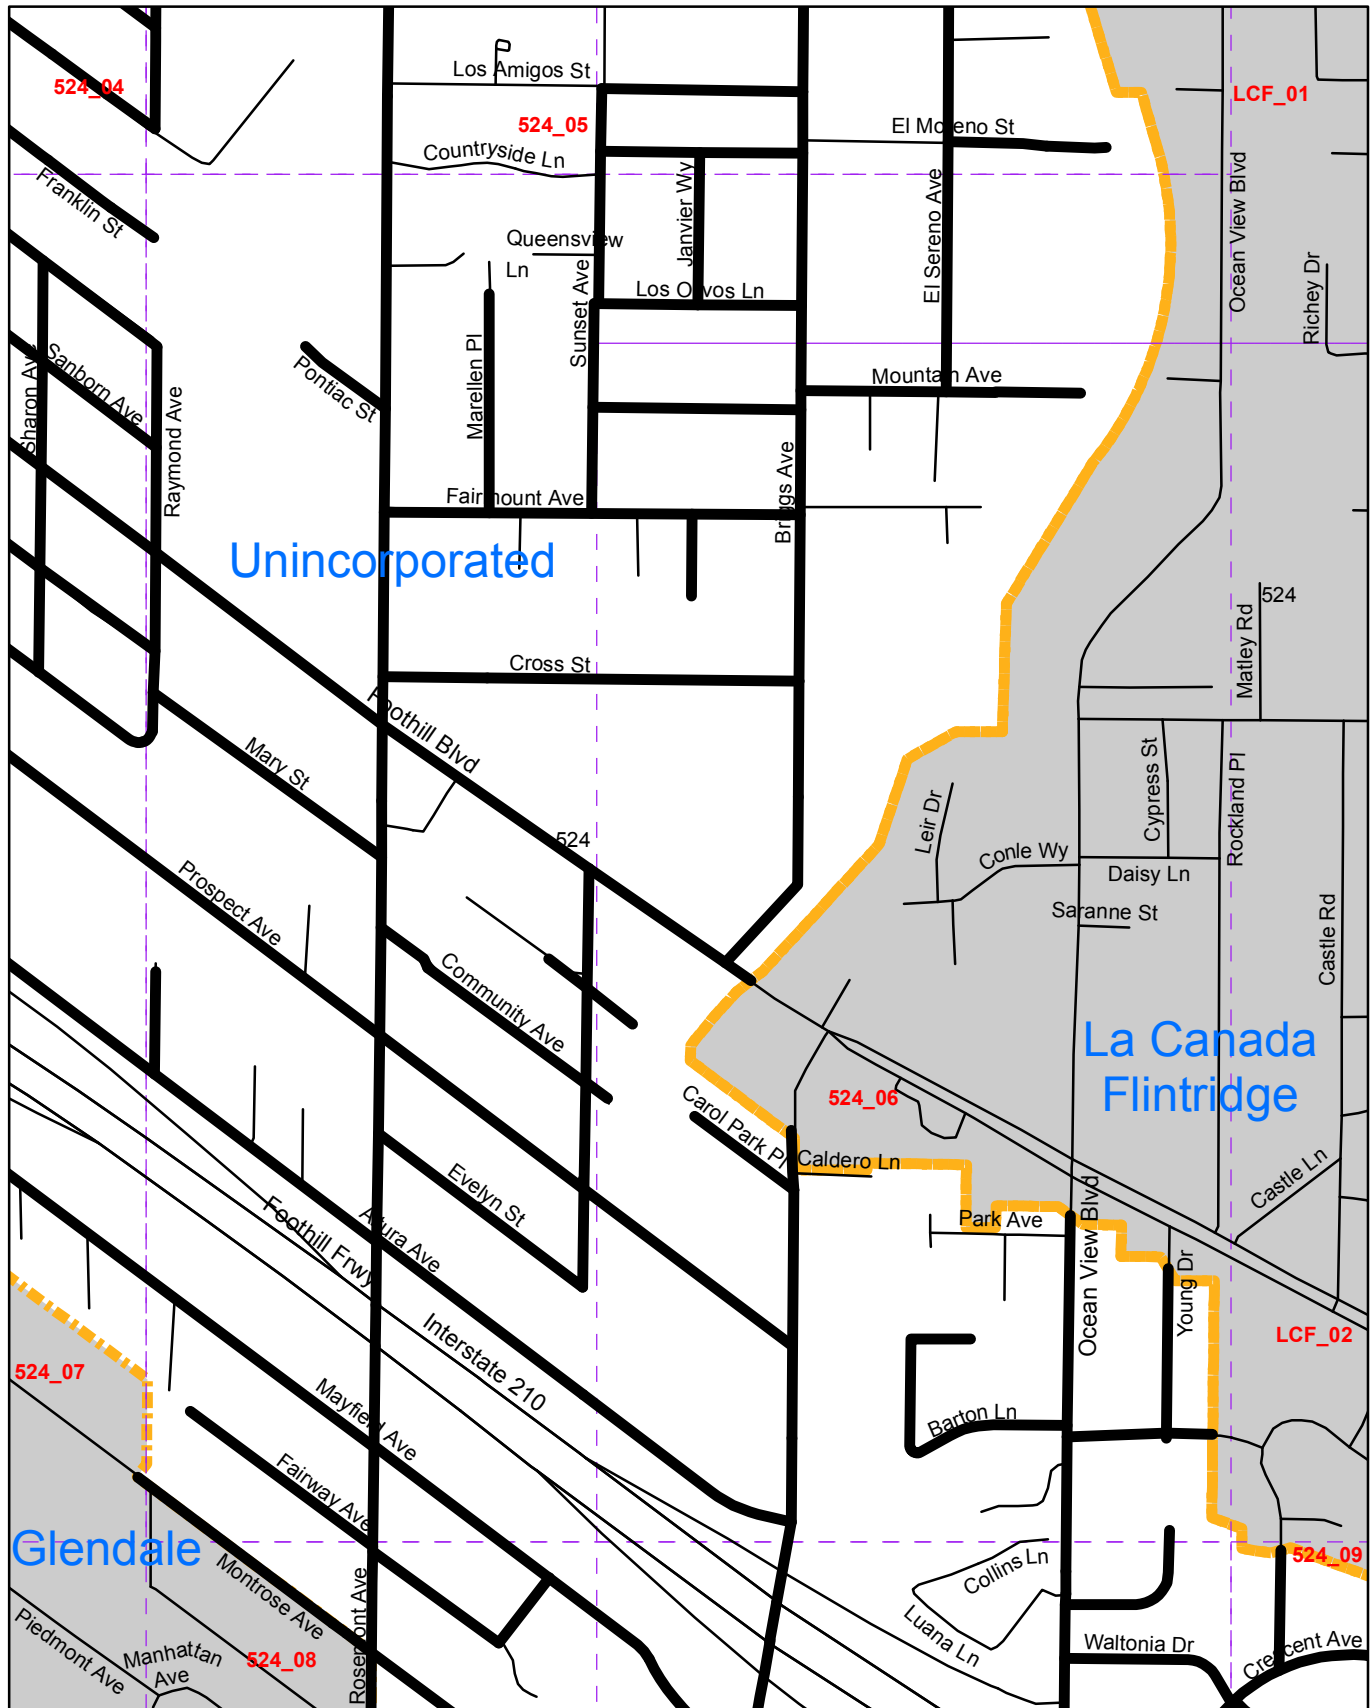 Los Amigos St
524_04
LCF_01
524_05
El Moreno St
Countryside Ln
Franklin St
Janvier Wy
El Sereno Ave
Ocean View Blvd
Queensview
Ln
Richey Dr
Los Olivos Ln
Sunset Ave
Sharon Ave
Sanborn Ave
Pontiac St
Marellen Pl
Mountain Ave
Raymond Ave
Briggs Ave
Fairmount Ave
Unincorporated
524
Matley Rd
Cross St
Foothill Blvd
Mary St
Cypress St
Rockland Pl
Leir Dr
524
Conle Wy
Daisy Ln
Prospect Ave
Saranne St
Castle Rd
Community Ave
La Canada
Flintridge
524_06
Carol Park Pl
Caldero Ln
Evelyn St
Castle Ln
Altura Ave
Foothill Frwy
Park Ave
Ocean View Blvd
Young Dr
Interstate 210
LCF_02
524_07
Mayfield Ave
Barton Ln
Fairway Ave
Glendale
524_09
Collins Ln
Montrose Ave
Rosemont Ave
Luana Ln
Piedmont Ave
Manhattan
Ave
524_08
Waltonia Dr
Crescent Ave